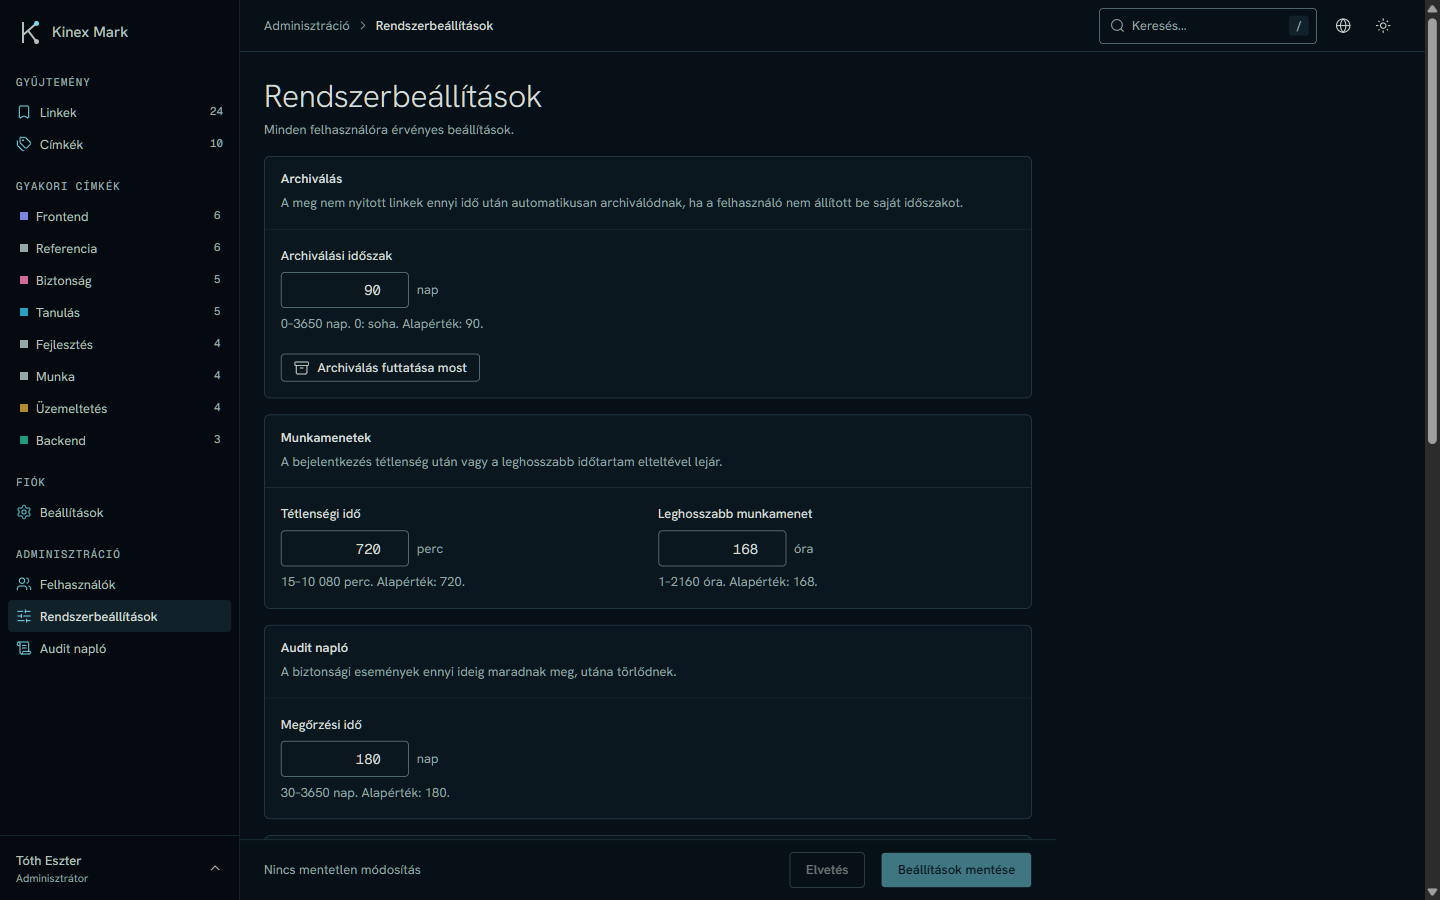 Kinex Mark
GYŰJTEMÉNY
Linkek 24
Címkék 10
GYAKORI CÍMKÉK
Frontend 6
Referencia 6
Biztonság 5
Tanulás 5
Fejlesztés 4
Munka 4
Üzemeltetés 4
Backend 3
FIÓK
Beállítások
ADMINISZTRÁCIÓ
Felhasználók
Rendszerbeállítások
Audit napló
Tóth Eszter
Adminisztrátor
Adminisztráció > Rendszerbeállítások
Keresés... /
Rendszerbeállítások
Minden felhasználóra érvényes beállítások.
Archiválás
A meg nem nyitott linkek ennyi idő után automatikusan archiválódnak, ha a felhasználó nem állított be saját időszakot.
Archiválási időszak
90 nap
0–3650 nap. 0: soha. Alapérték: 90.
Archiválás futtatása most
Munkamenetek
A bejelentkezés tétlenség után vagy a leghosszabb időtartam elteltével lejár.
Tétlenségi idő
720 perc
15–10 080 perc. Alapérték: 720.
Leghosszabb munkamenet
168 óra
1–2160 óra. Alapérték: 168.
Audit napló
A biztonsági események ennyi ideig maradnak meg, utána törlődnek.
Megőrzési idő
180 nap
30–3650 nap. Alapérték: 180.
Nincs mentetlen módosítás
Elvetés
Beállítások mentése